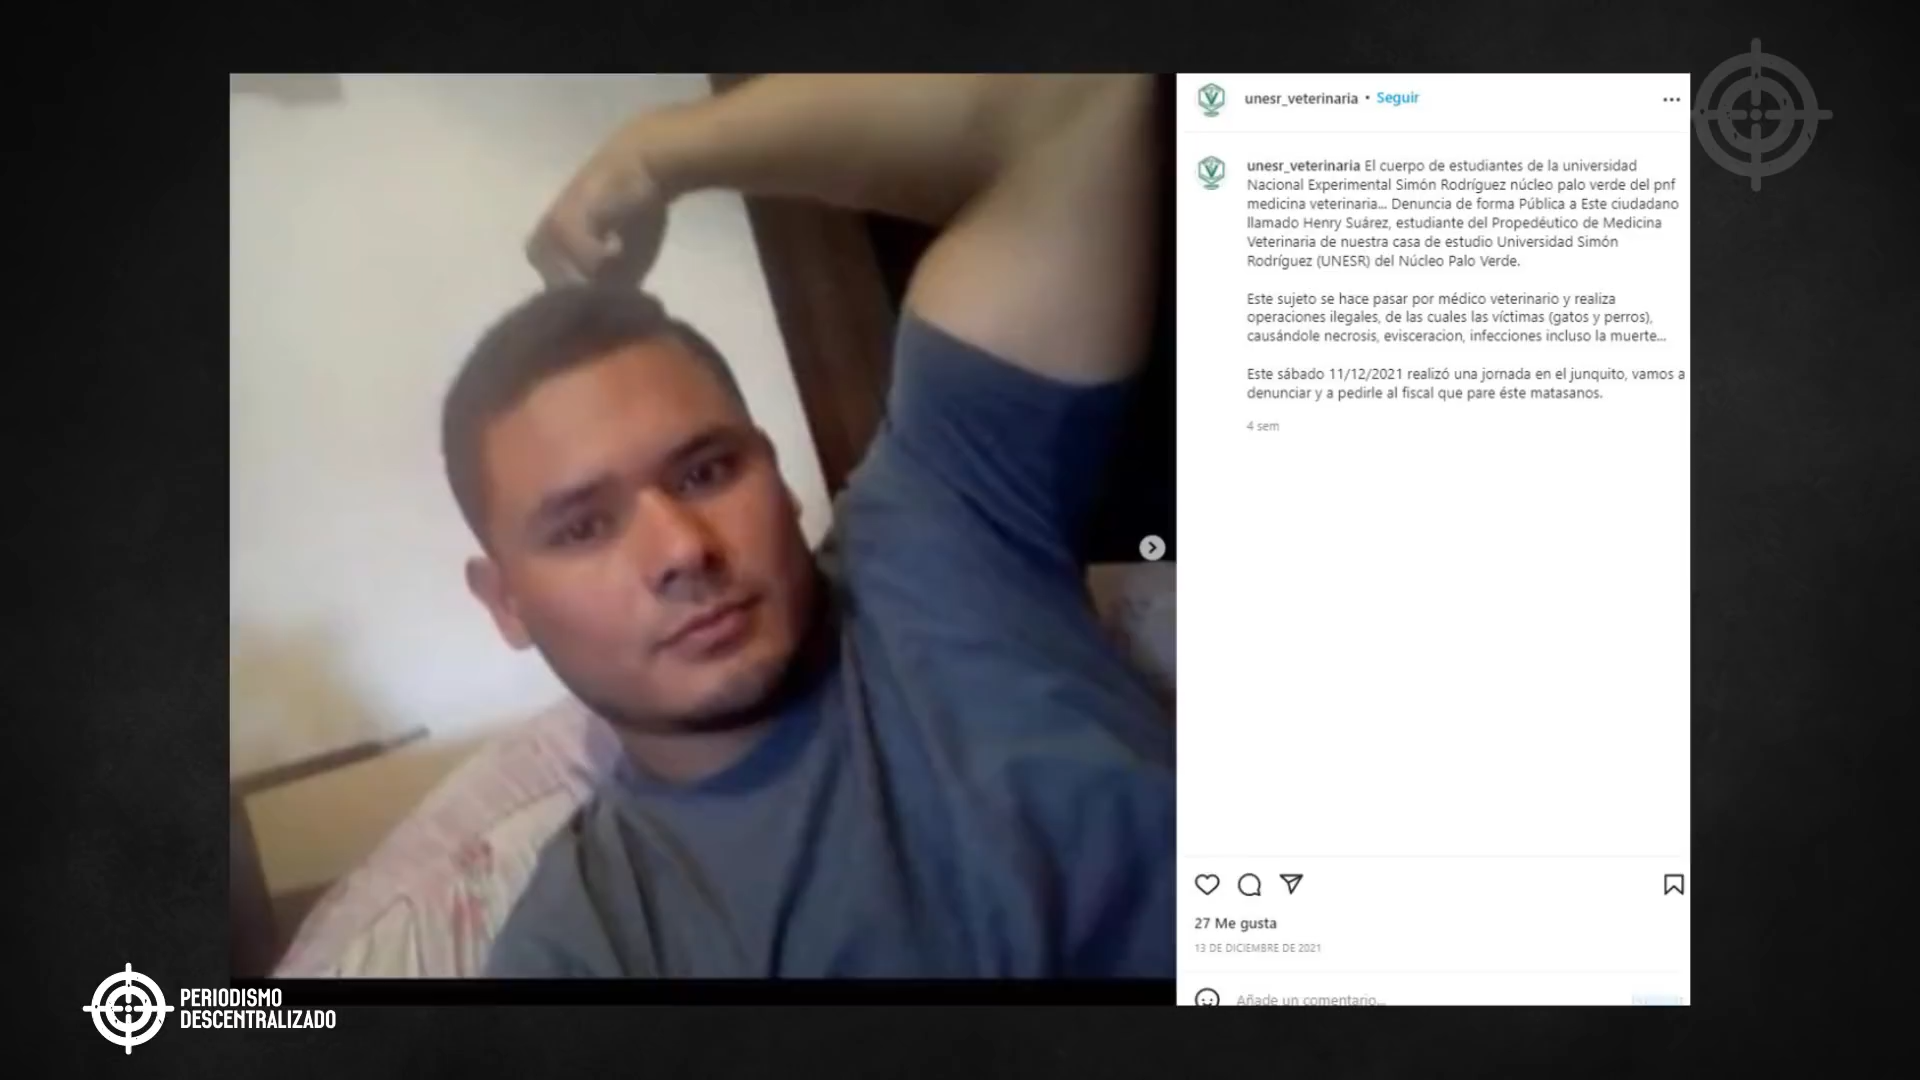 unesr_veterinaria • Seguir
unesr_veterinaria El cuerpo de estudiantes de la universidad
Nacional Experimental Simón Rodríguez núcleo palo verde del pnf
medicina veterinaria... Denuncia de forma Pública a Este ciudadano
llamado Henry Suárez, estudiante del Propedéutico de Medicina
Veterinaria de nuestra casa de estudio Universidad Simón
Rodríguez (UNESR) del Núcleo Palo Verde.
Este sujeto se hace pasar por médico veterinario y realiza
operaciones ilegales, de las cuales las víctimas (gatos y perros),
causándole necrosis, evisceracion, infecciones incluso la muerte...
Este sábado 11/12/2021 realizó una jornada en el junquito, vamos a
denunciar y a pedirle al fiscal que pare éste matasanos.
4 sem
27 Me gusta
13 DE DICIEMBRE DE 2021
Añade un comentario...
PERIODISMO
DESCENTRALIZADO